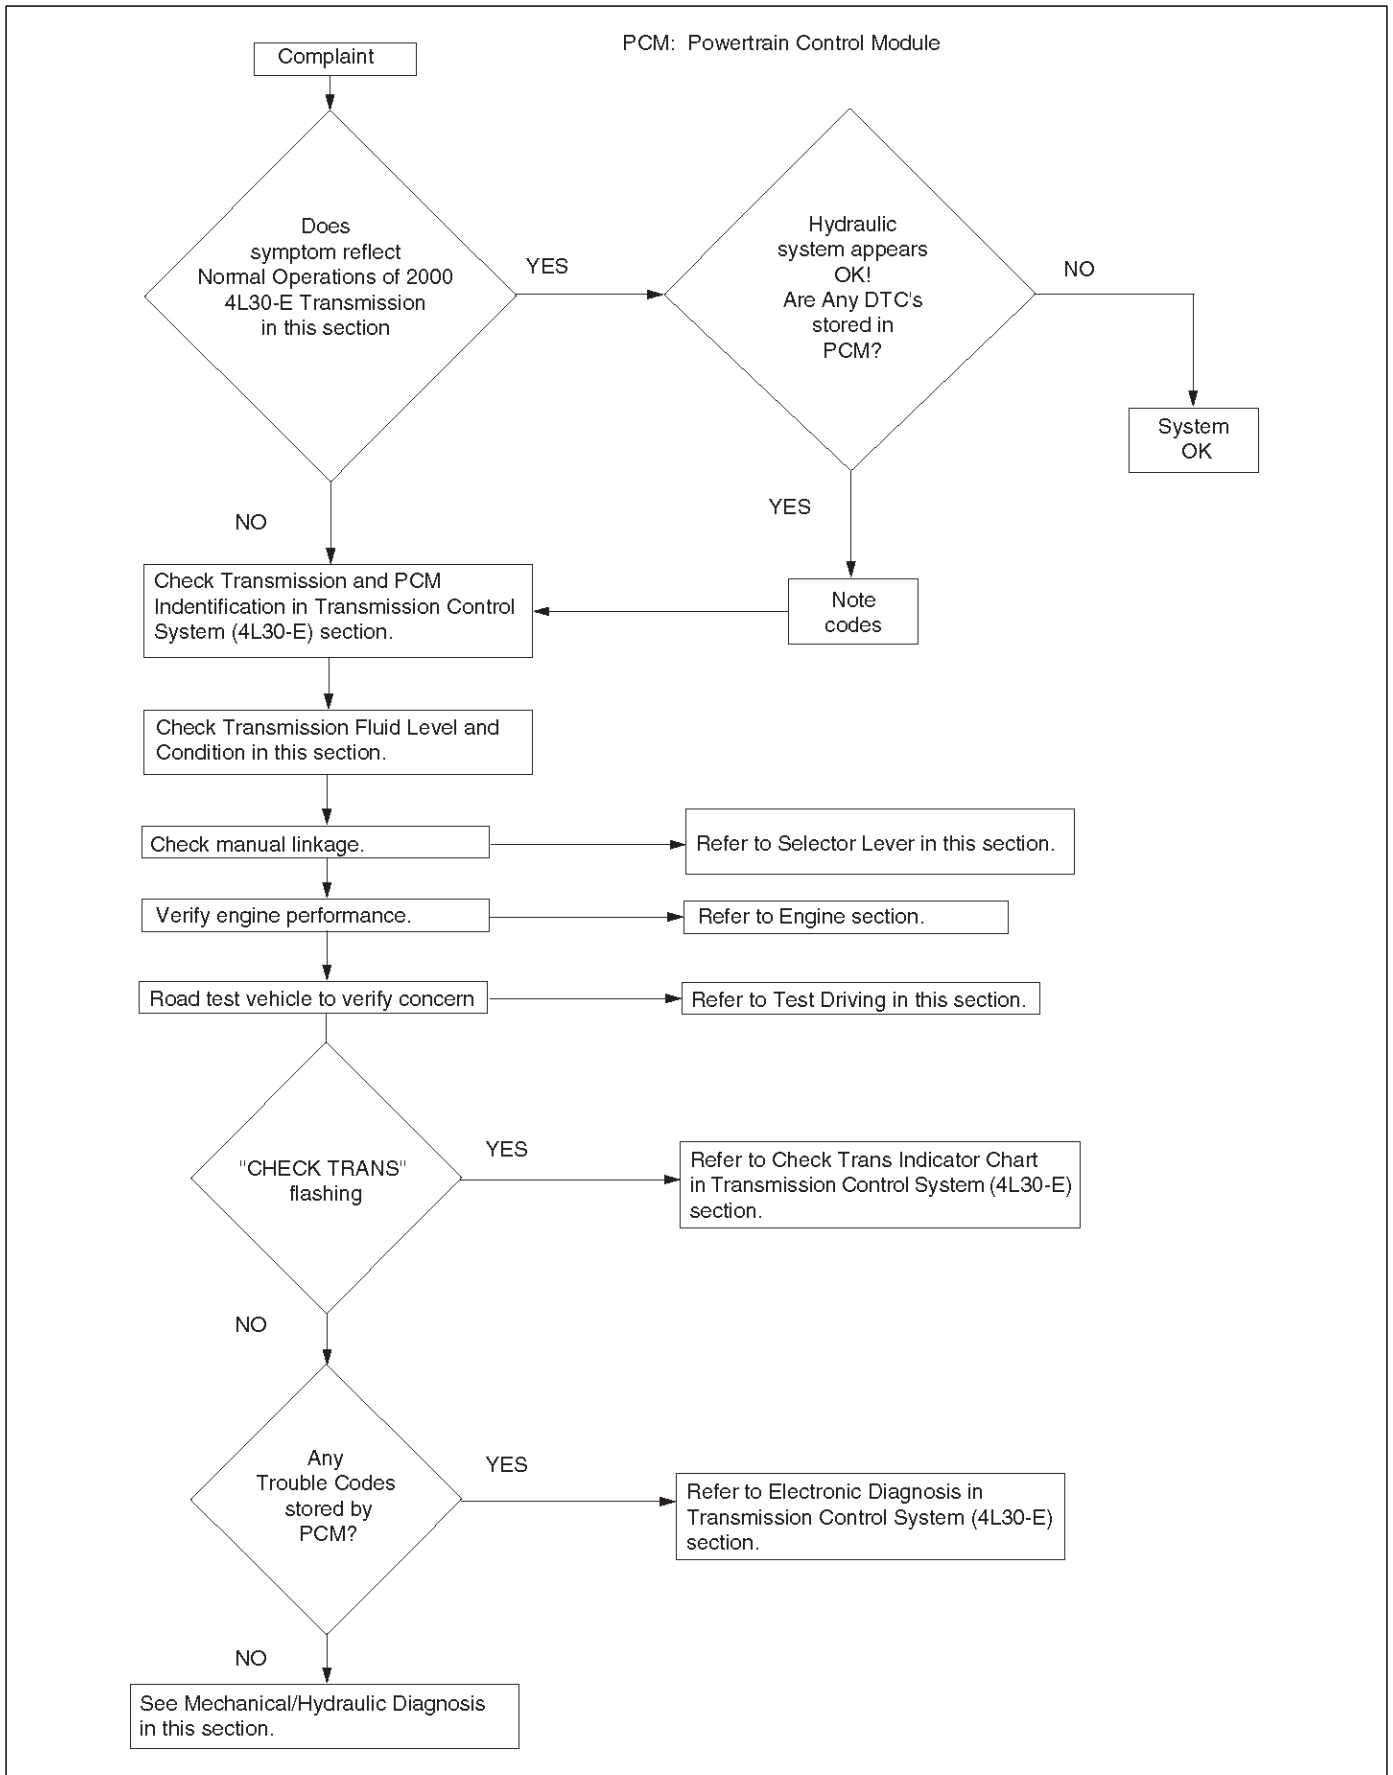 PCM: Powertrain Control Module
Complaint
Does
symptom reflect
Normal Operations of 2000
4L30-E Transmission
in this section
YES
Hydraulic
system appears
OK!
Are Any DTC's
stored in
PCM?
NO
System
OK
YES
Note
codes
NO
Check Transmission and PCM
Indentification in Transmission Control
System (4L30-E) section.
Check Transmission Fluid Level and
Condition in this section.
Check manual linkage.
Refer to Selector Lever in this section.
Verify engine performance.
Refer to Engine section.
Road test vehicle to verify concern
Refer to Test Driving in this section.
"CHECK TRANS"
flashing
YES
Refer to Check Trans Indicator Chart
in Transmission Control System (4L30-E)
section.
NO
Any
Trouble Codes
stored by
PCM?
YES
Refer to Electronic Diagnosis in
Transmission Control System (4L30-E)
section.
NO
See Mechanical/Hydraulic Diagnosis
in this section.